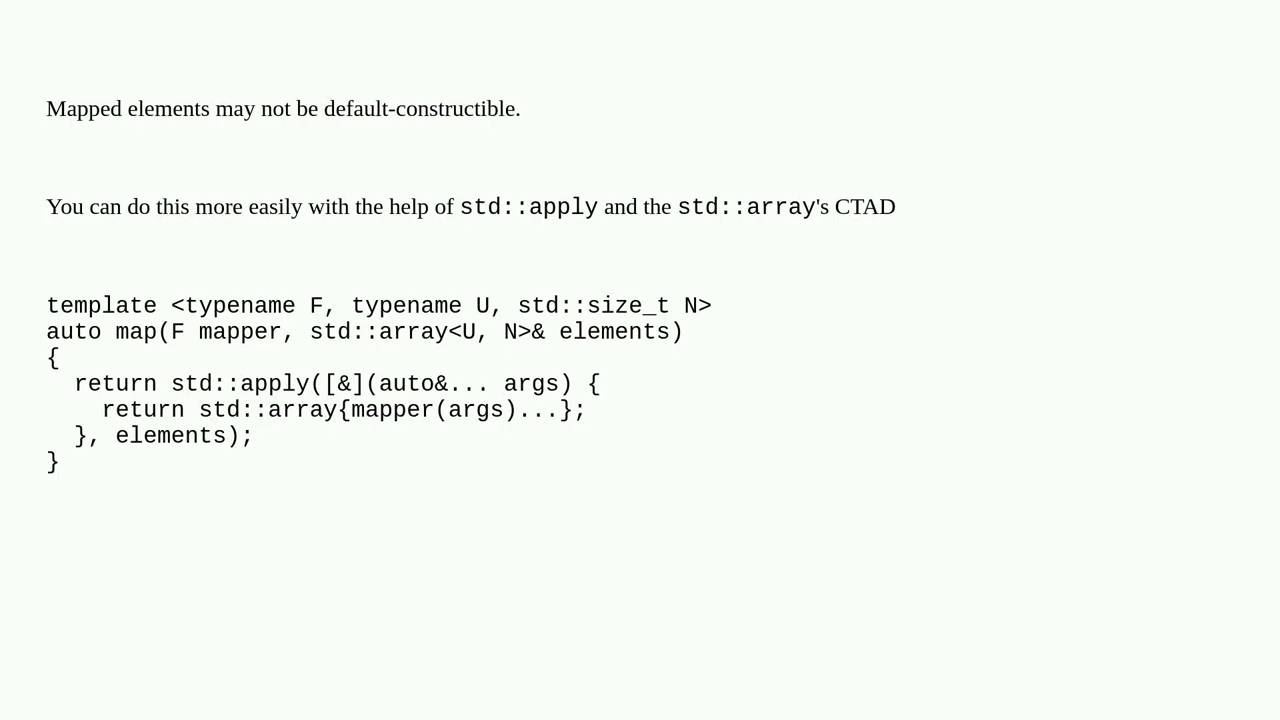 Mapped elements may not be default-constructible.
You can do this more easily with the help of std::apply and the std::array's CTAD
template <typename F, typename U, std::size_t N>
auto map(F mapper, std::array<U, N>& elements)
{
  return std::apply([&](auto&... args) {
    return std::array{mapper(args)...};
  }, elements);
}